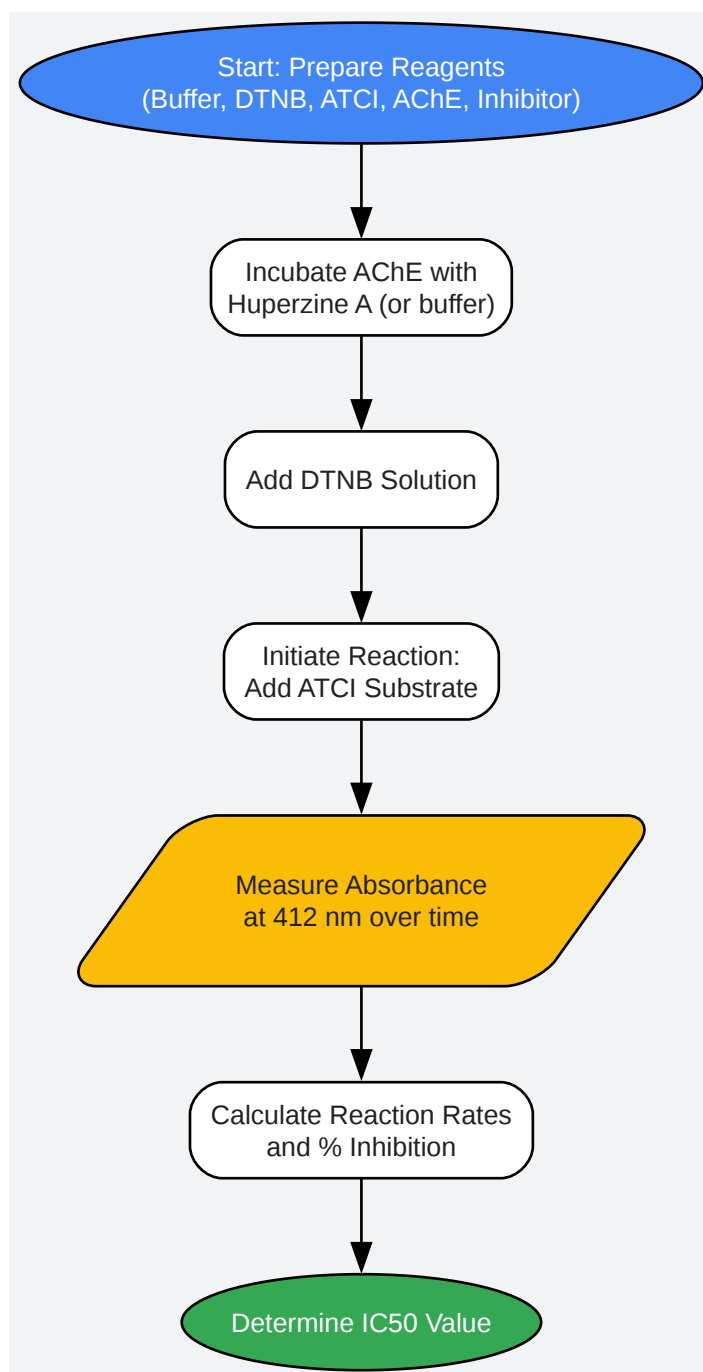 Start: Prepare Reagents
(Buffer, DTNB, ATCI, AChE, Inhibitor)
Incubate AChE with
Huperzine A (or buffer)
Add DTNB Solution
Initiate Reaction:
Add ATCI Substrate
Measure Absorbance
at 412 nm over time
Calculate Reaction Rates
and % Inhibition
Determine IC50 Value